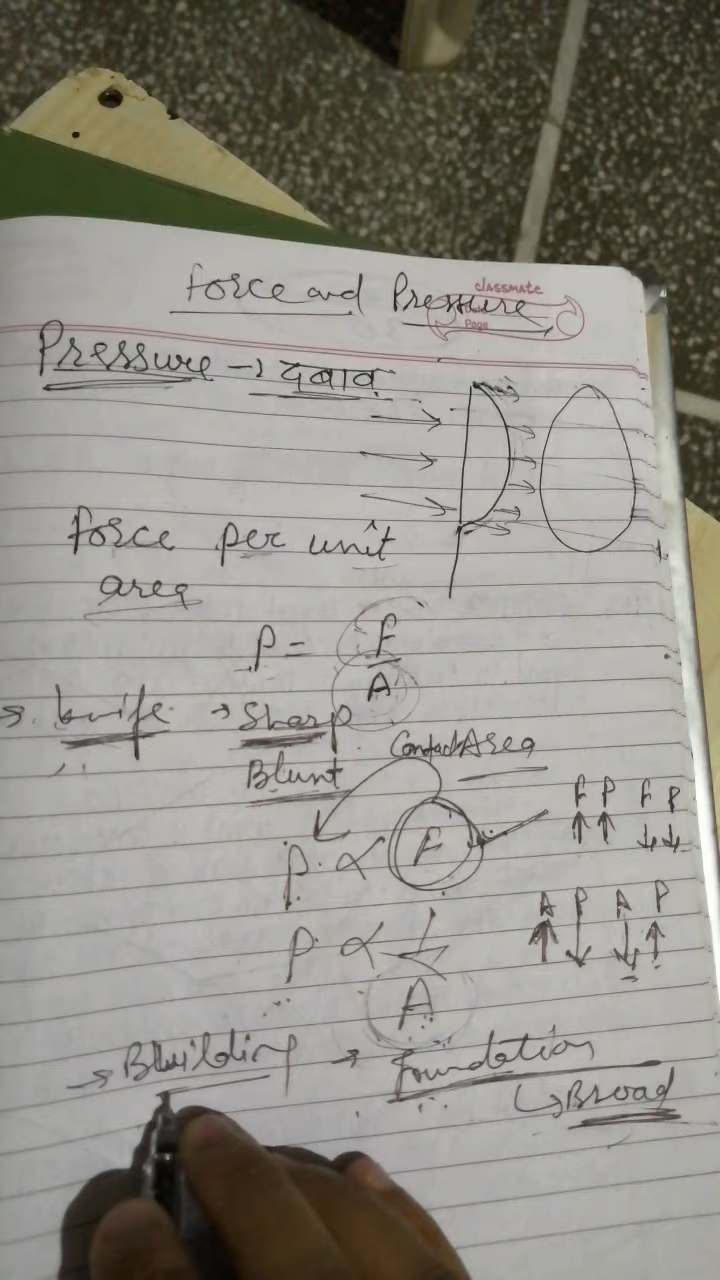 Force and Pressure
classmate
Page
Pressure → दबाव
Force per unit
area
P = F
A
→ knife → Sharp
Blunt
Contact Area
P ∝ F
F P F P
↑ ↑ ↓ ↓
A P A P
↑ ↓ ↓ ↑
P ∝ 1
A
→ Bluilding → Foundation
↳ Broad